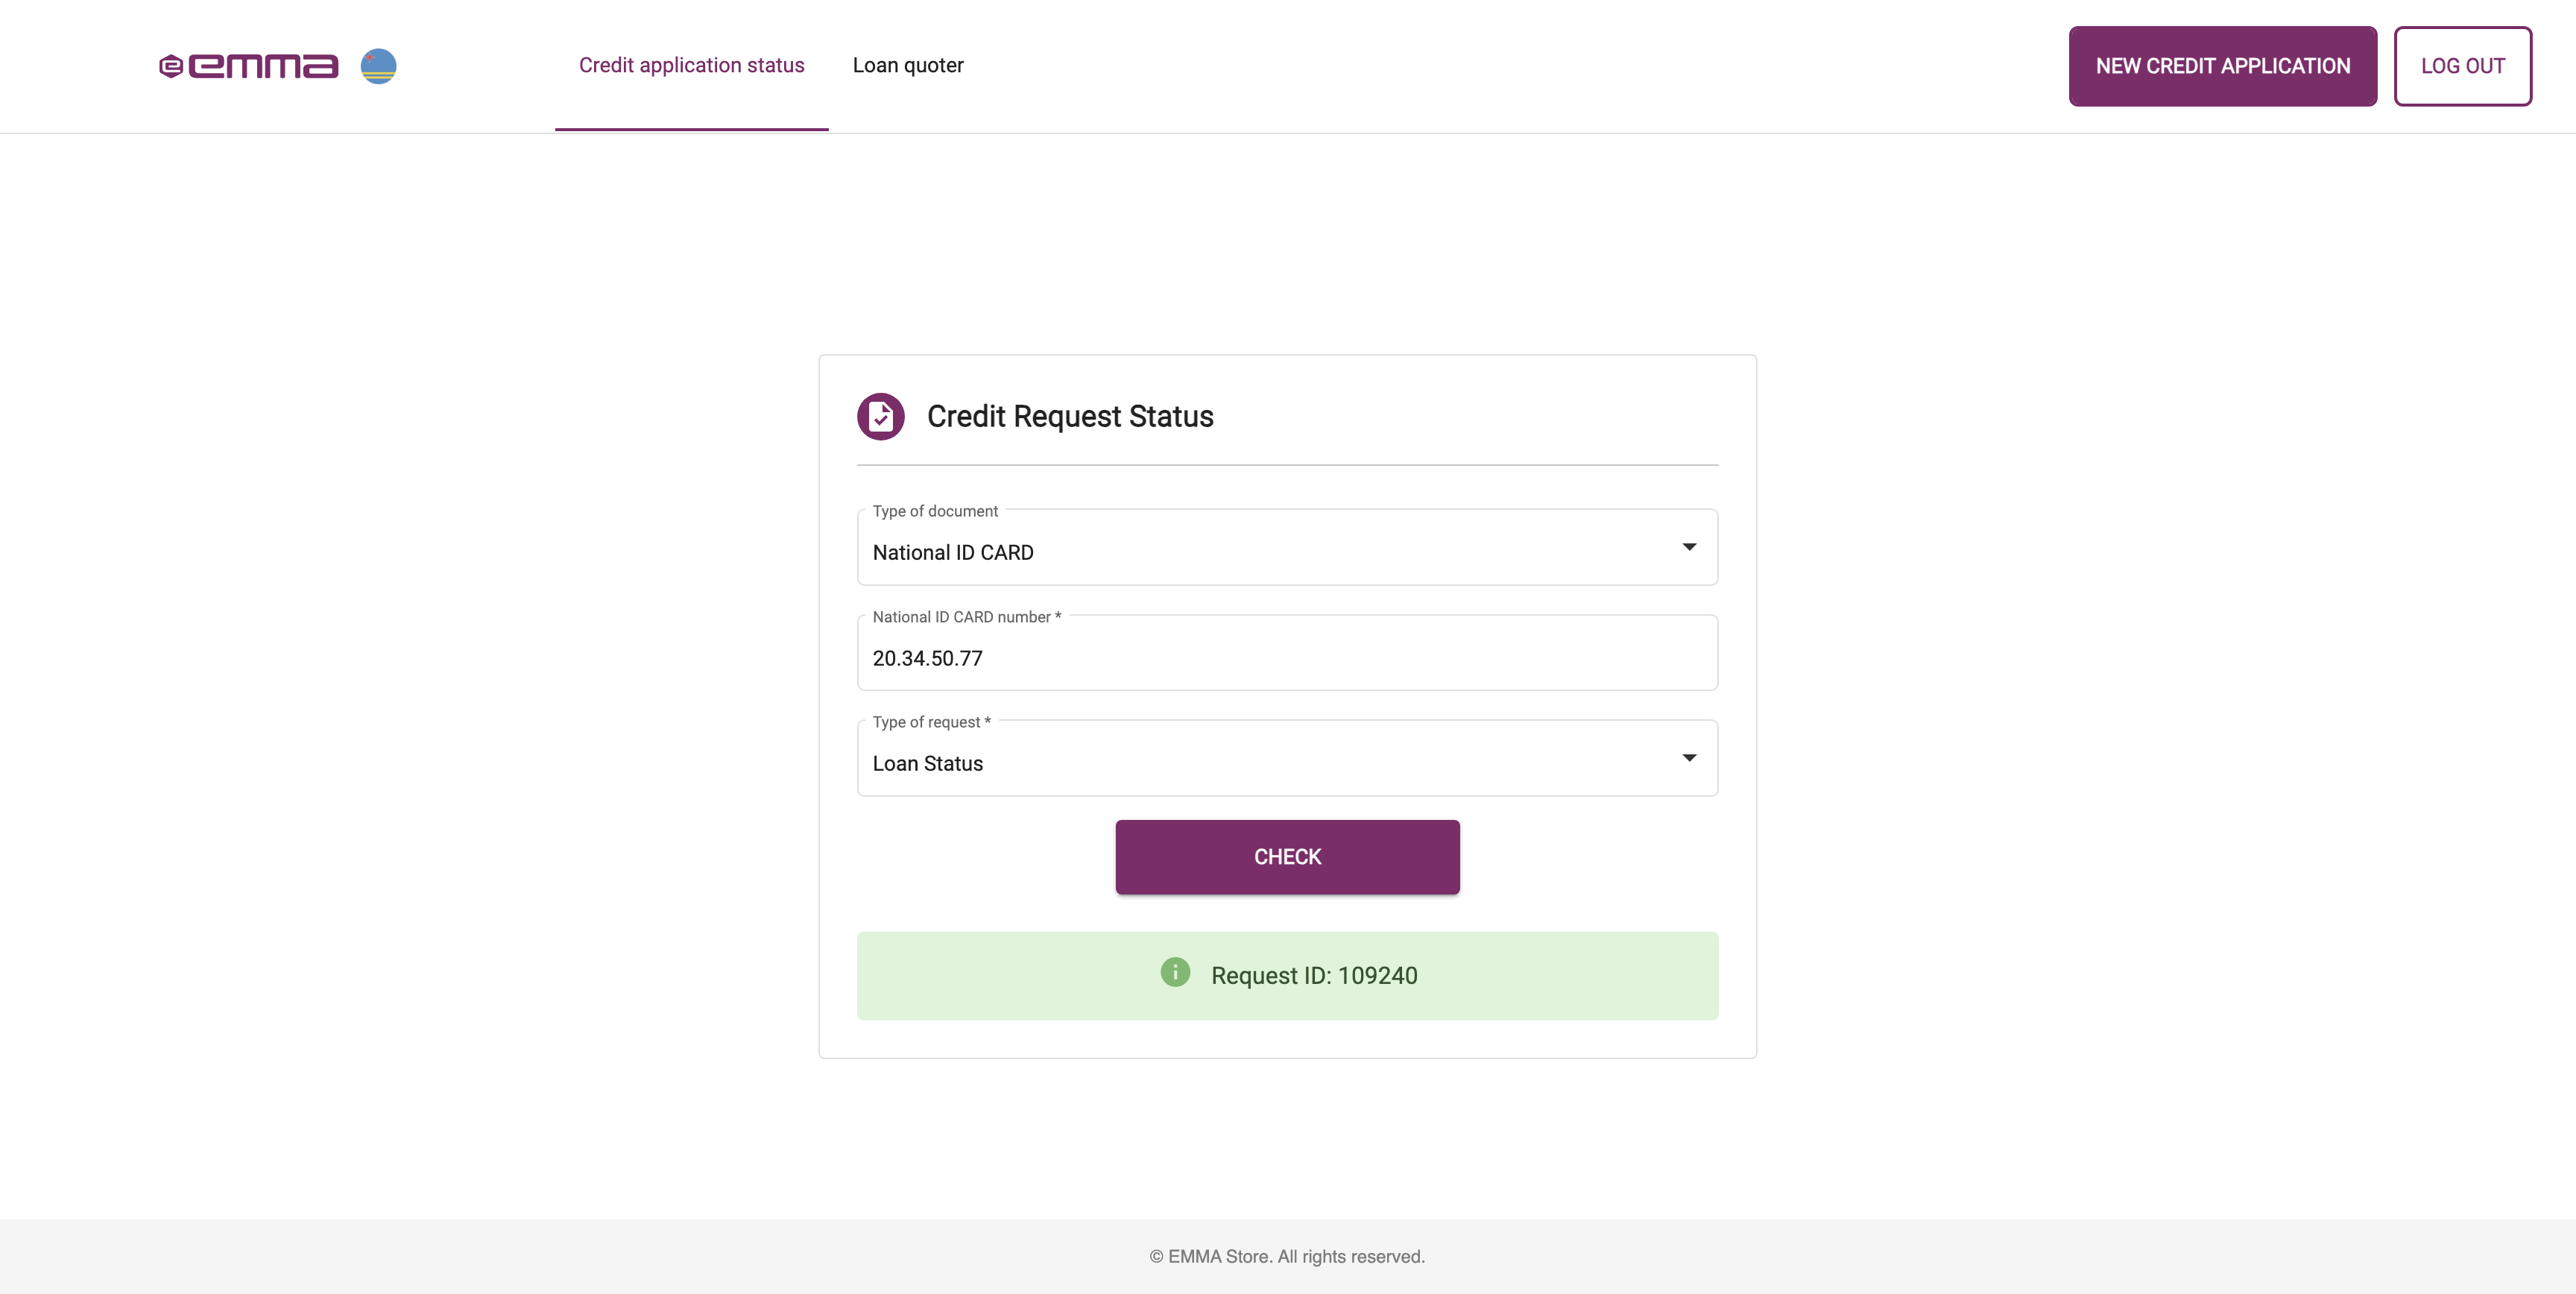 emma
Credit application status
Loan quoter
NEW CREDIT APPLICATION
LOG OUT
Credit Request Status
Type of document
National ID CARD
National ID CARD number *
20.34.50.77
Type of request *
Loan Status
CHECK
Request ID: 109240
© EMMA Store. All rights reserved.